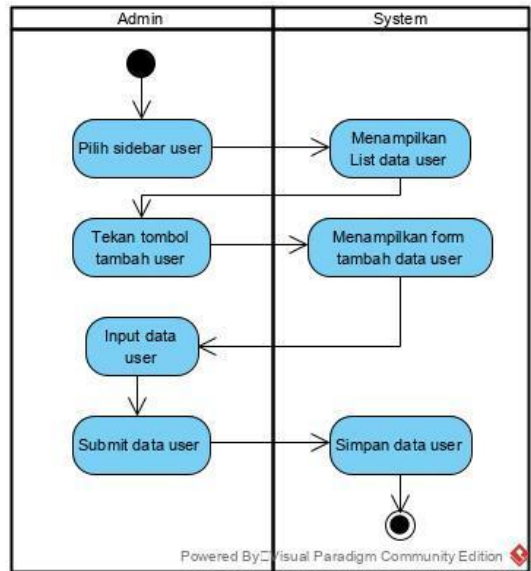 Admin
System
Pilih sidebar user
Menampilkan
List data user
Tekan tombol
tambah user
Menampilkan form
tambah data user
Input data
user
Submit data user
Simpan data user
Powered By□Visual Paradigm Community Edition